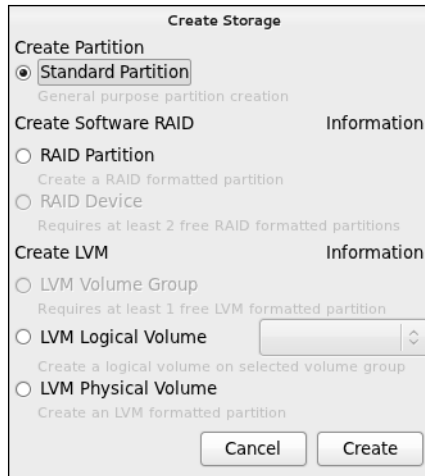 Create Storage
Create Partition
Standard Partition
General purpose partition creation
Create Software RAID Information
RAID Partition
Create a RAID formatted partition
RAID Device
Requires at least 2 free RAID formatted partitions
Create LVM Information
LVM Volume Group
Requires at least 1 free LVM formatted partition
LVM Logical Volume
Create a logical volume on selected volume group
LVM Physical Volume
Create an LVM formatted partition
Cancel Create